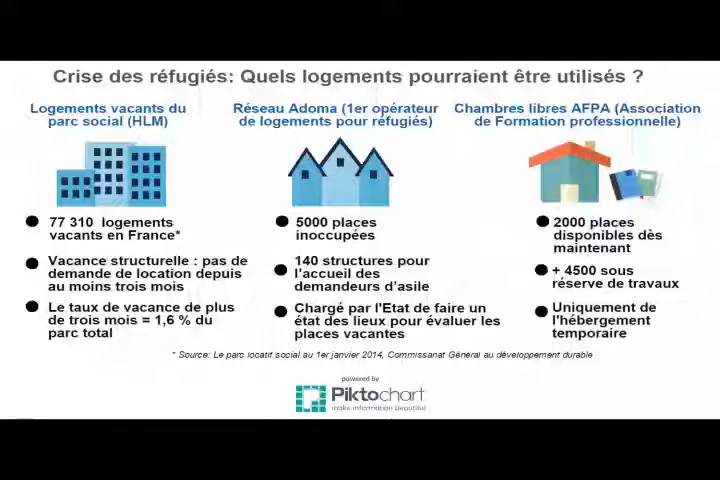 Crise des réfugiés: Quels logements pourraient être utilisés ?
Logements vacants du
parc social (HLM)
77 310 logements
vacants en France*
Vacance structurelle : pas de
demande de location depuis
au moins trois mois
Le taux de vacance de plus
de trois mois = 1,6 % du
parc total
Réseau Adoma (1er opérateur
de logements pour réfugiés)
5000 places
inoccupées
140 structures pour
l'accueil des
demandeurs d'asile
Chargé par l'Etat de faire un
état des lieux pour évaluer les
places vacantes
Chambres libres AFPA (Association
de Formation professionnelle)
2000 places
disponibles dès
maintenant
+ 4500 sous
réserve de travaux
Uniquement de
l'hébergement
temporaire
* Source: Le parc locatif social au 1er janvier 2014, Commissariat Général au développement durable
powered by
Piktochart
make information beautiful